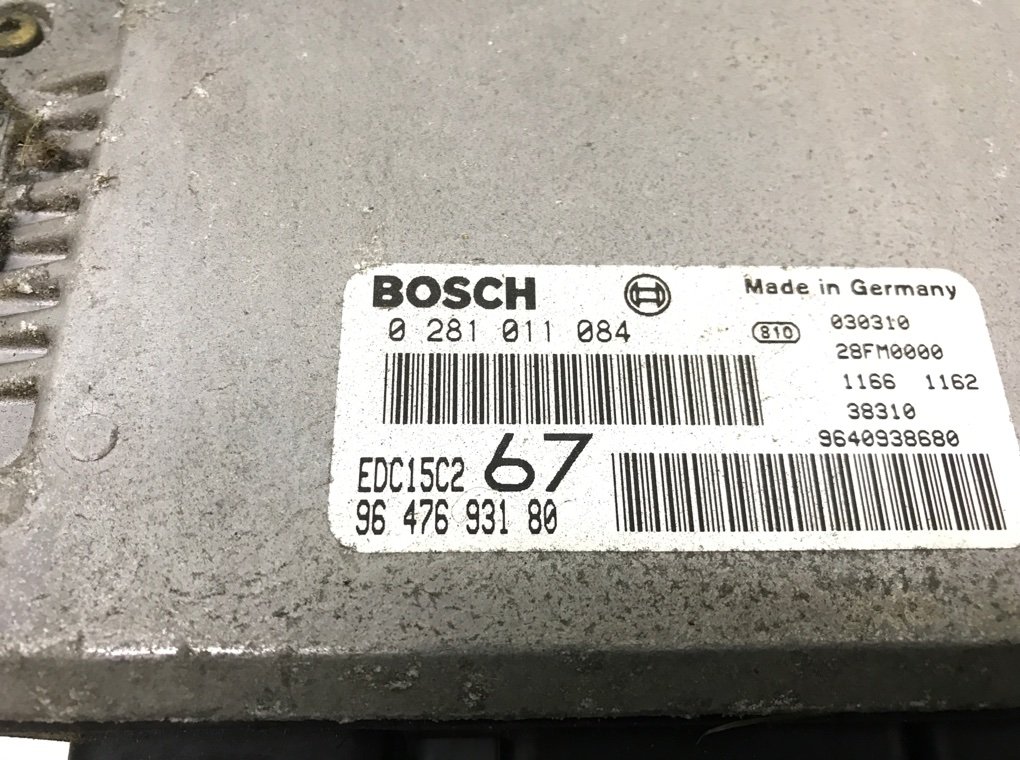 BOSCH
Made in Germany
0 281 011 084
810
030310
28FM0000
1166 1162
38310
9640938680
EDC15C2 67
96 476 931 80